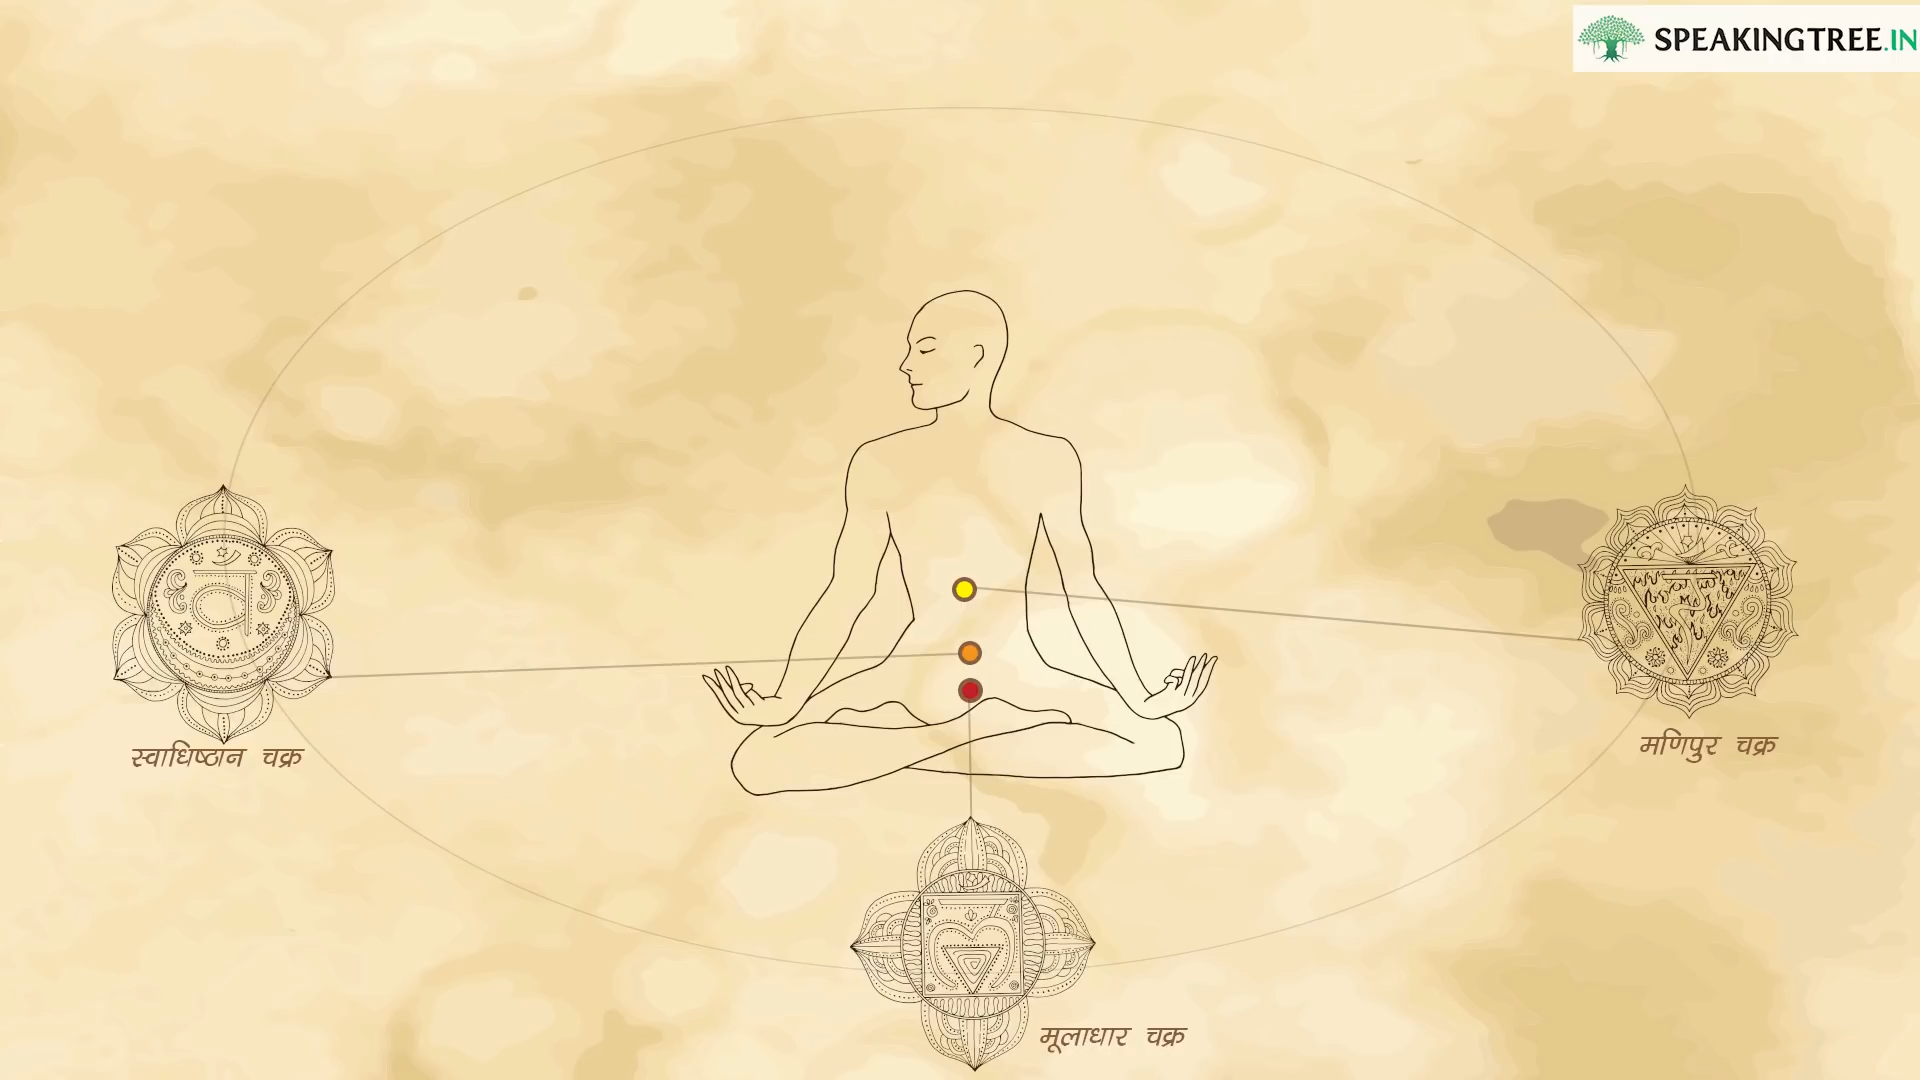 SPEAKINGTREE.IN
व
स्वाधिष्ठान चक्र
मणिपुर चक्र
मूलाधार चक्र